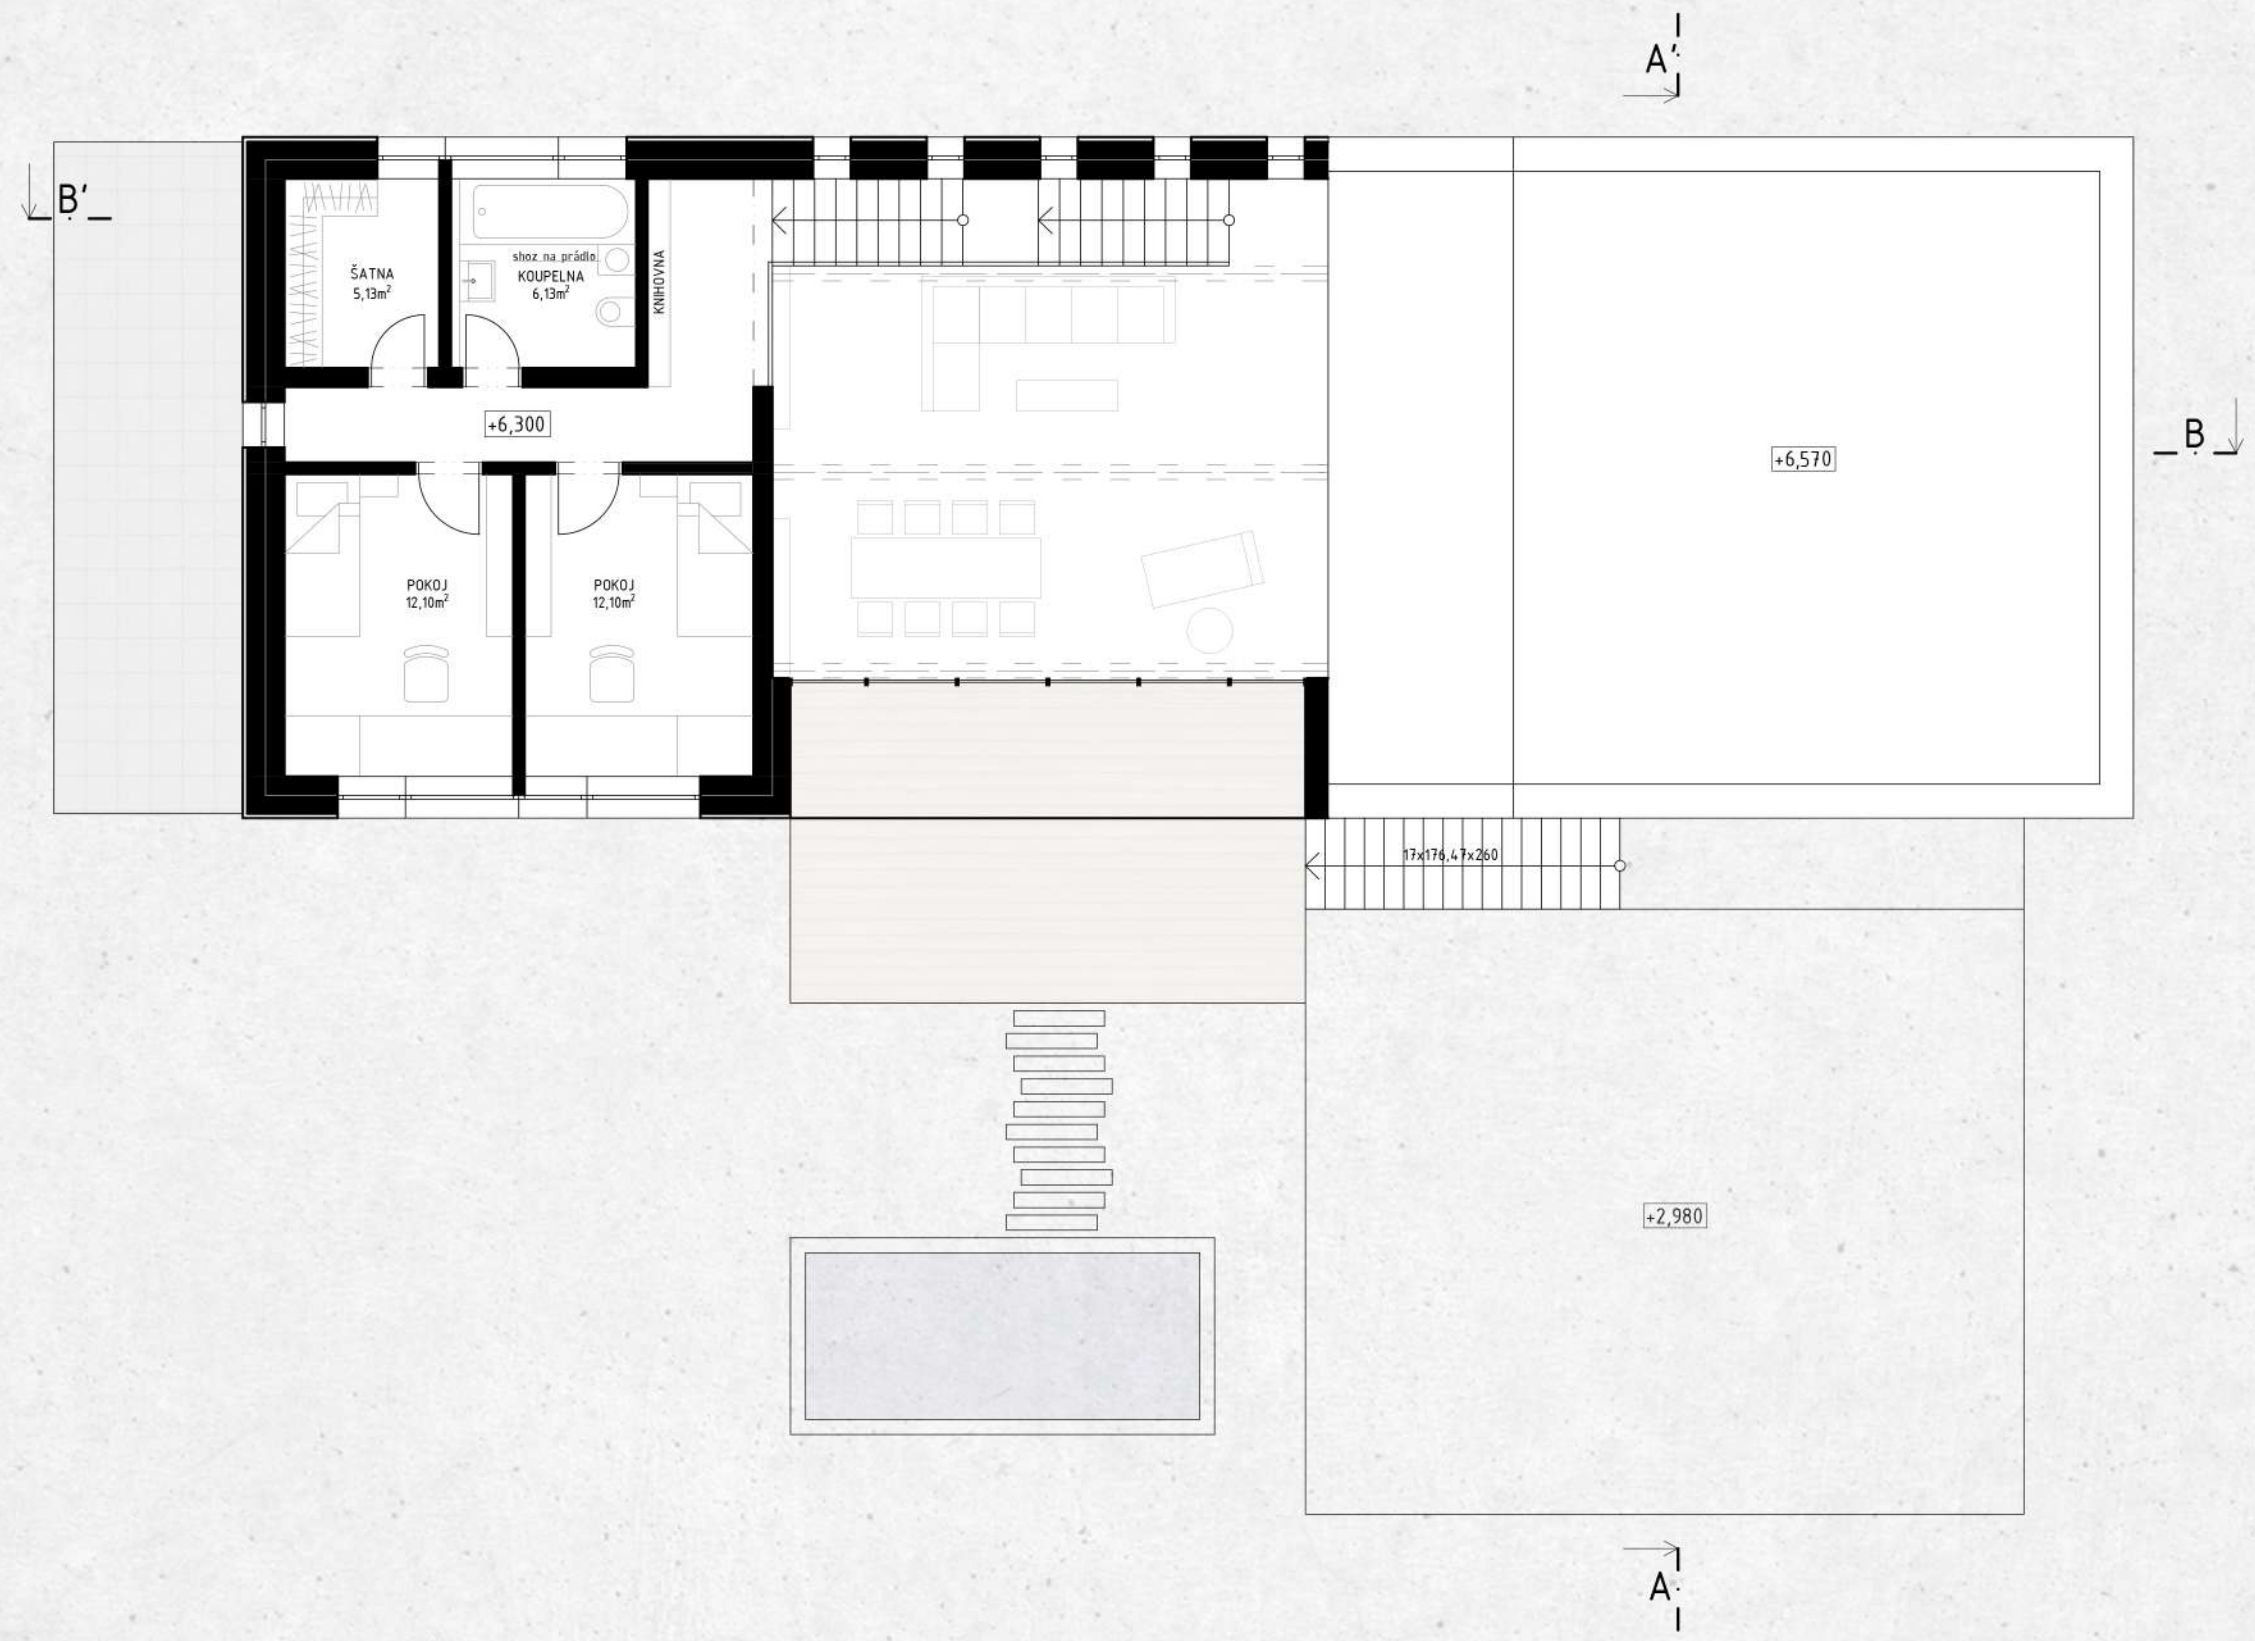 A'
B'
ŠATNA
5,13m²
shoz na prádlo
KOUPELNA
6,13m²
KNIHOVNA
+6,300
+6,570
B
POKOJ
12,10m²
POKOJ
12,10m²
17x176,47x260
+2,980
A